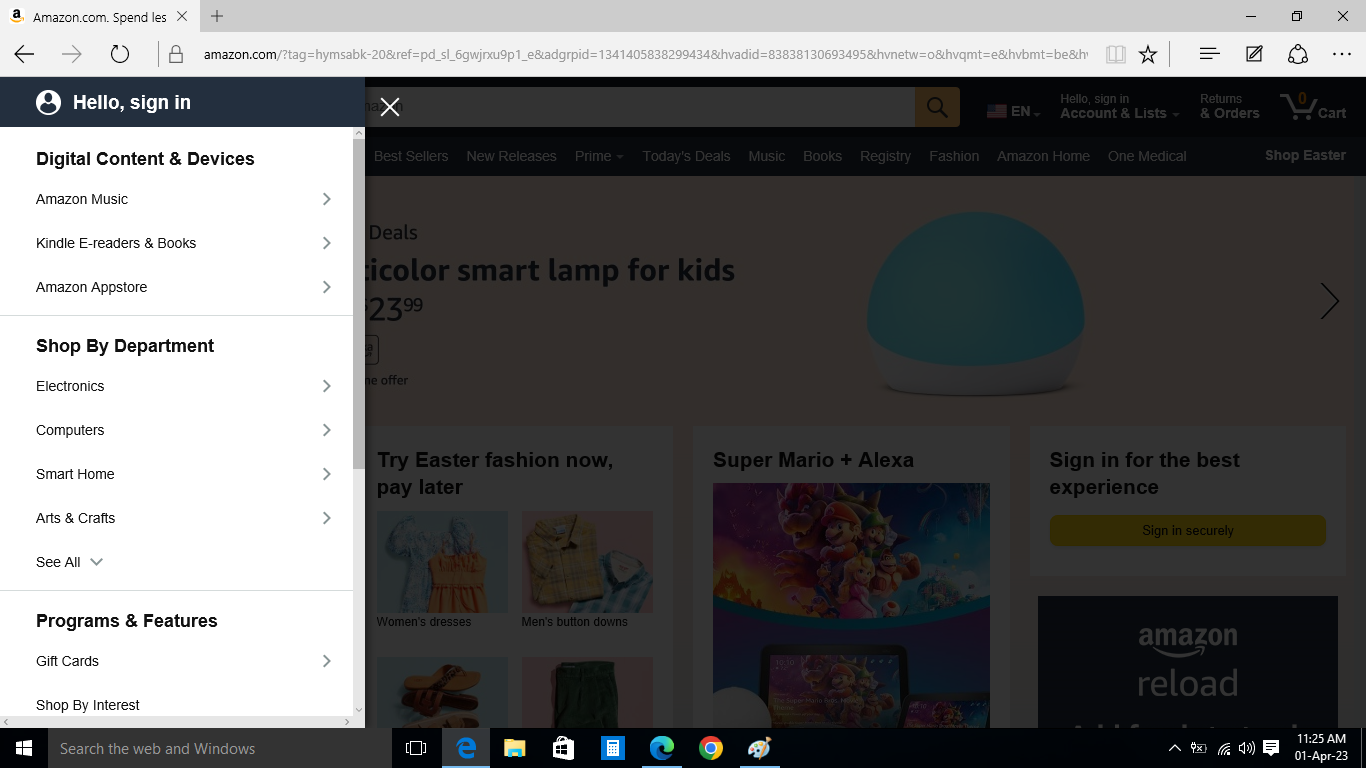 Amazon.com. Spend les
amazon.com/?tag=hymsabk-20&ref=pd_sl_6gwjrxu9p1_e&adgrpid=1341405838299434&hvadid=83838130693495&hvnetw=o&hvqmt=e&hvbmt=be&hv
Hello, sign in
EN
Hello, sign in
Account & Lists
Returns
& Orders
0
Cart
Best Sellers
New Releases
Prime
Today's Deals
Music
Books
Registry
Fashion
Amazon Home
One Medical
Shop Easter
Digital Content & Devices
Amazon Music
Kindle E-readers & Books
Amazon Appstore
Shop By Department
Electronics
Computers
Smart Home
Arts & Crafts
See All
Programs & Features
Gift Cards
Shop By Interest
Deals
ticolor smart lamp for kids
$23.99
me offer
Try Easter fashion now,
pay later
Women's dresses
Men's button downs
Super Mario + Alexa
10:10
Sign in for the best
experience
Sign in securely
amazon
reload
Search the web and Windows
11:25 AM
01-Apr-23